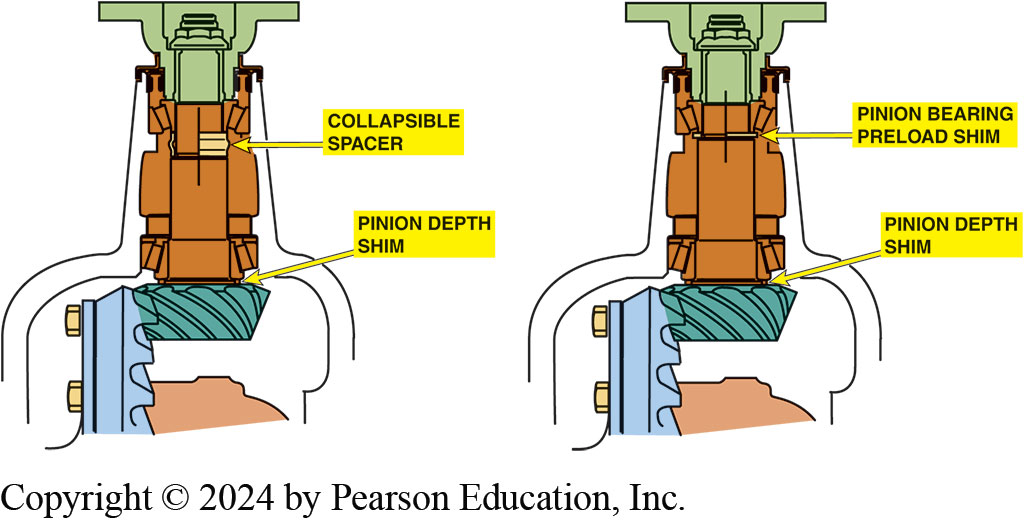 COLLAPSIBLE
SPACER
PINION DEPTH
SHIM
PINION BEARING
PRELOAD SHIM
PINION DEPTH
SHIM
Copyright © 2024 by Pearson Education, Inc.